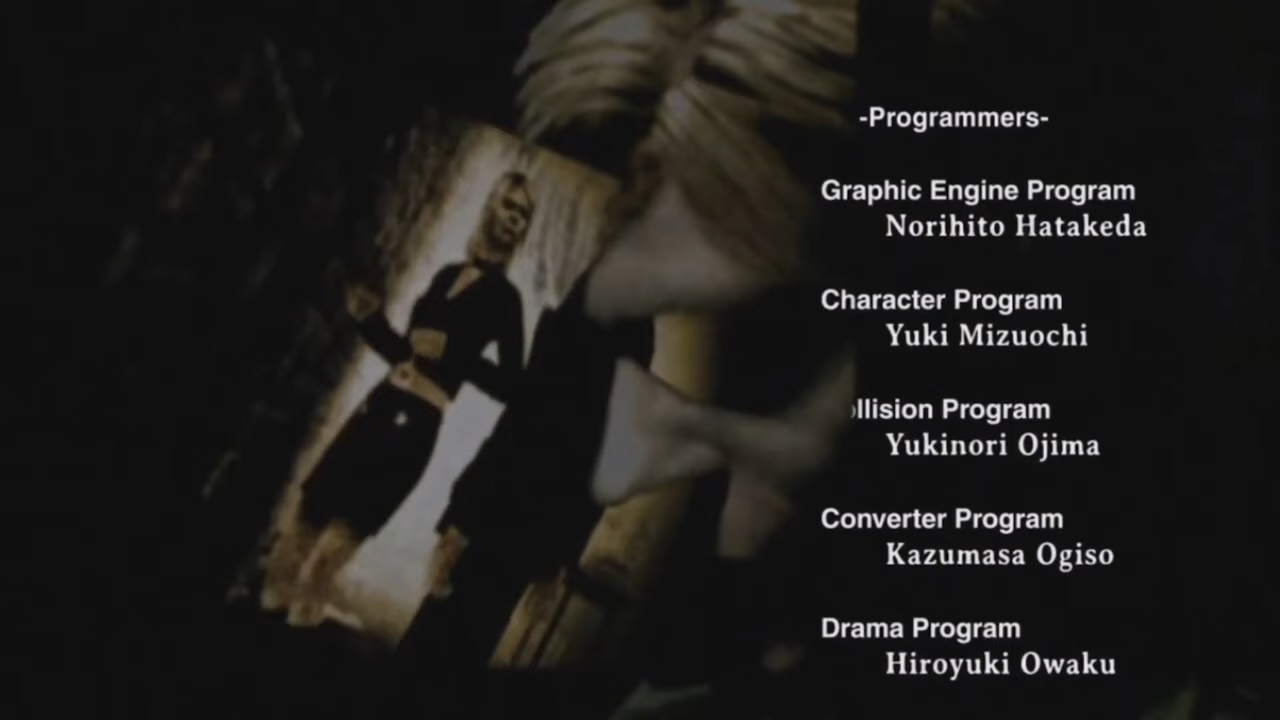 -Programmers-
Graphic Engine Program
Norihito Hatakeda
Character Program
Yuki Mizuochi
ollision Program
Yukinori Ojima
Converter Program
Kazumasa Ogiso
Drama Program
Hiroyuki Owaku